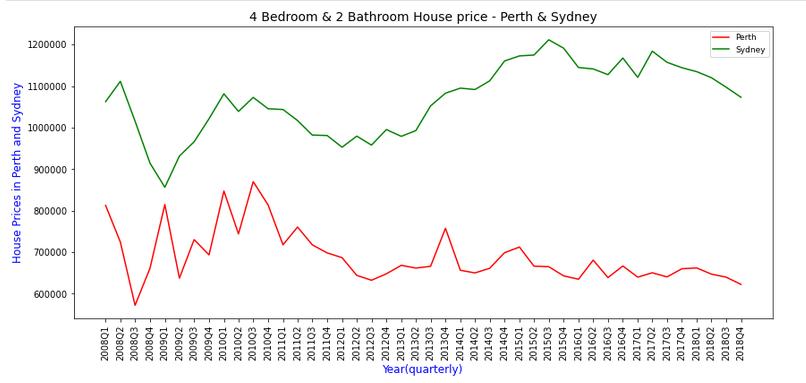 4 Bedroom & 2 Bathroom House price - Perth & Sydney
Perth
Sydney
1200000
1100000
1000000
900000
800000
700000
600000
House Prices in Perth and Sydney
2008Q1
2008Q2
2008Q3
2008Q4
2009Q1
2009Q2
2009Q3
2009Q4
2010Q1
2010Q2
2010Q3
2010Q4
2011Q1
2011Q2
2011Q3
2011Q4
2012Q1
2012Q2
2012Q3
2012Q4
2013Q1
2013Q2
2013Q3
2013Q4
2014Q1
2014Q2
2014Q3
2014Q4
2015Q1
2015Q2
2015Q3
2015Q4
2016Q1
2016Q2
2016Q3
2016Q4
2017Q1
2017Q2
2017Q3
2017Q4
2018Q1
2018Q2
2018Q3
2018Q4
Year(quarterly)